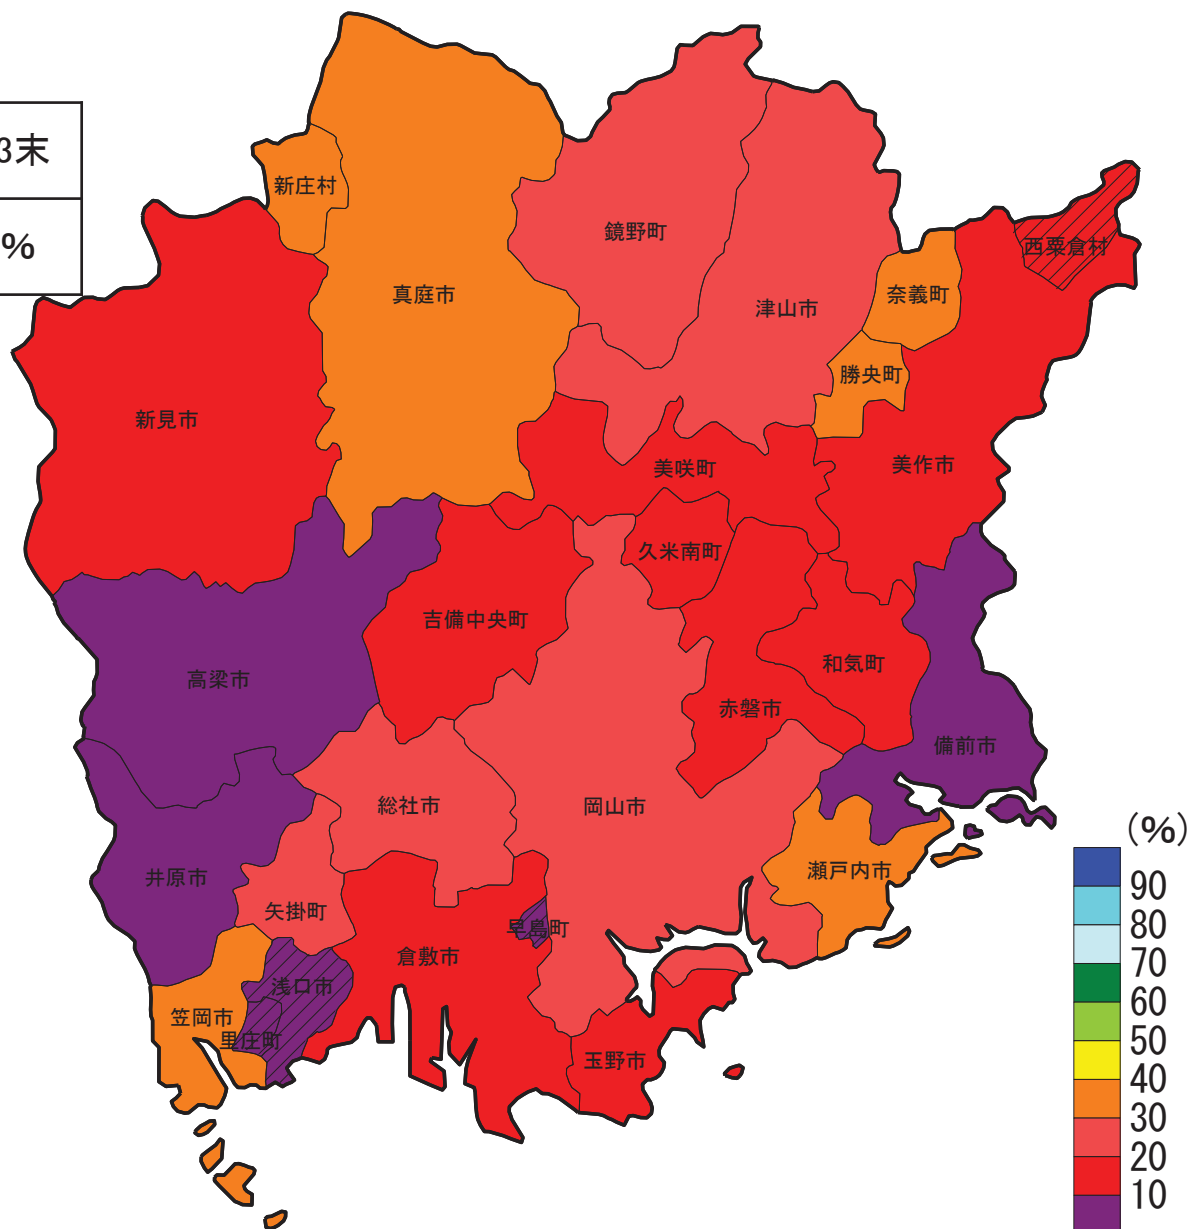 3末
%
新庄村
鏡野町
西粟倉村
真庭市
奈義町
津山市
勝央町
新見市
美咲町
美作市
久米南町
吉備中央町
和気町
高梁市
赤磐市
備前市
総社市
岡山市
(%)
瀬戸内市
井原市
矢掛町
早島町
倉敷市
浅口市
笠岡市
里庄町
玉野市
90
80
70
60
50
40
30
20
10